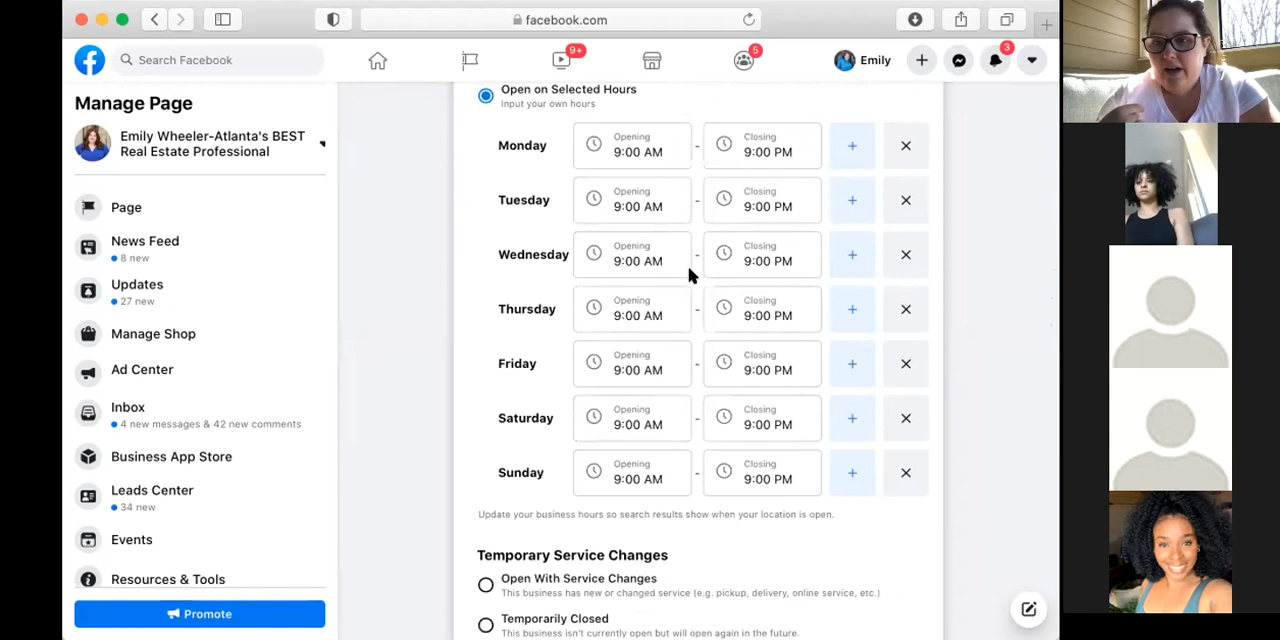 facebook.com
Search Facebook
9+
5
Emily
3
Manage Page
Emily Wheeler-Atlanta's BEST
Real Estate Professional
Page
News Feed
8 new
Updates
27 new
Manage Shop
Ad Center
Inbox
4 new messages & 42 new comments
Business App Store
Leads Center
34 new
Events
Resources & Tools
Promote
Open on Selected Hours
Input your own hours
Monday
Opening
9:00 AM
-
Closing
9:00 PM
Tuesday
Opening
9:00 AM
-
Closing
9:00 PM
Wednesday
Opening
9:00 AM
-
Closing
9:00 PM
Thursday
Opening
9:00 AM
-
Closing
9:00 PM
Friday
Opening
9:00 AM
-
Closing
9:00 PM
Saturday
Opening
9:00 AM
-
Closing
9:00 PM
Sunday
Opening
9:00 AM
-
Closing
9:00 PM
Update your business hours so search results show when your location is open.
Temporary Service Changes
Open With Service Changes
This business has new or changed service (e.g. pickup, delivery, online service, etc.)
Temporarily Closed
This business isn't currently open but will open again in the future.